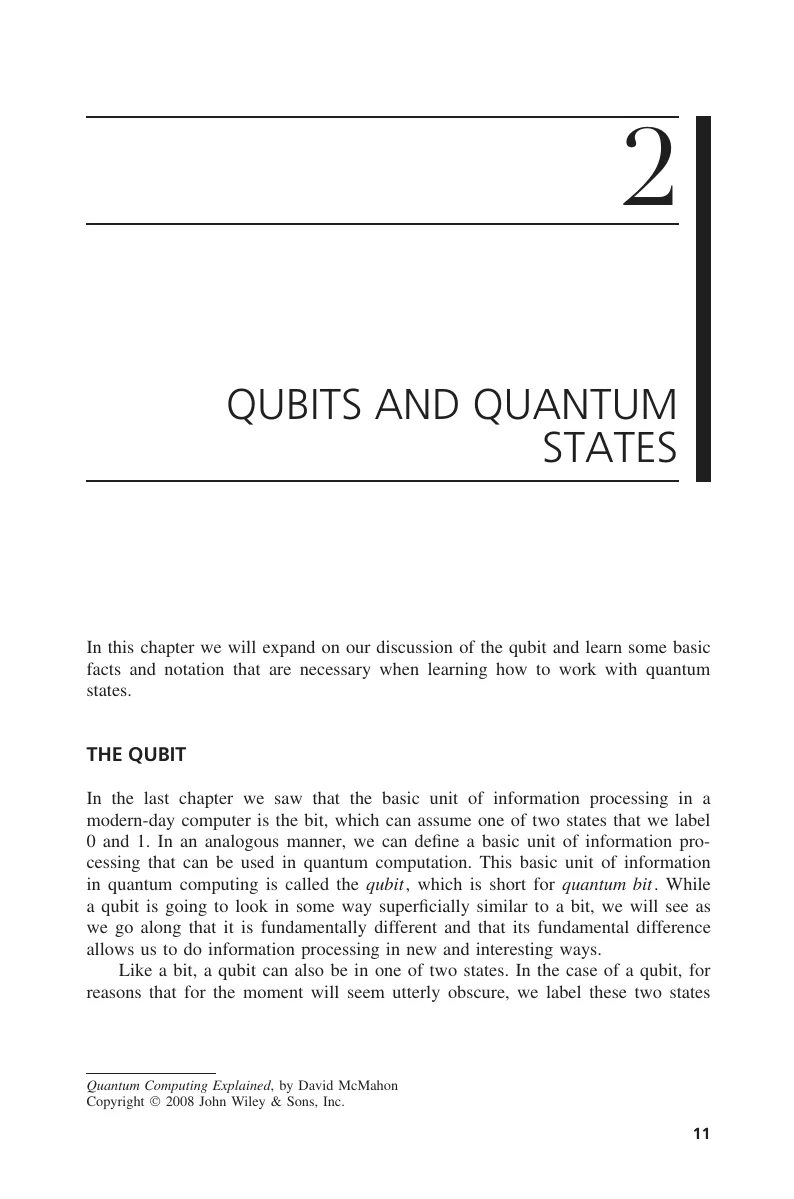 2
QUBITS AND QUANTUM
STATES
In this chapter we will expand on our discussion of the qubit and learn some basic
facts and notation that are necessary when learning how to work with quantum
states.
THE QUBIT
In the last chapter we saw that the basic unit of information processing in a
modern-day computer is the bit, which can assume one of two states that we label
0 and 1. In an analogous manner, we can define a basic unit of information pro-
cessing that can be used in quantum computation. This basic unit of information
in quantum computing is called the qubit, which is short for quantum bit. While
a qubit is going to look in some way superficially similar to a bit, we will see as
we go along that it is fundamentally different and that its fundamental difference
allows us to do information processing in new and interesting ways.
Like a bit, a qubit can also be in one of two states. In the case of a qubit, for
reasons that for the moment will seem utterly obscure, we label these two states
Quantum Computing Explained, by David McMahon
Copyright © 2008 John Wiley & Sons, Inc.
11